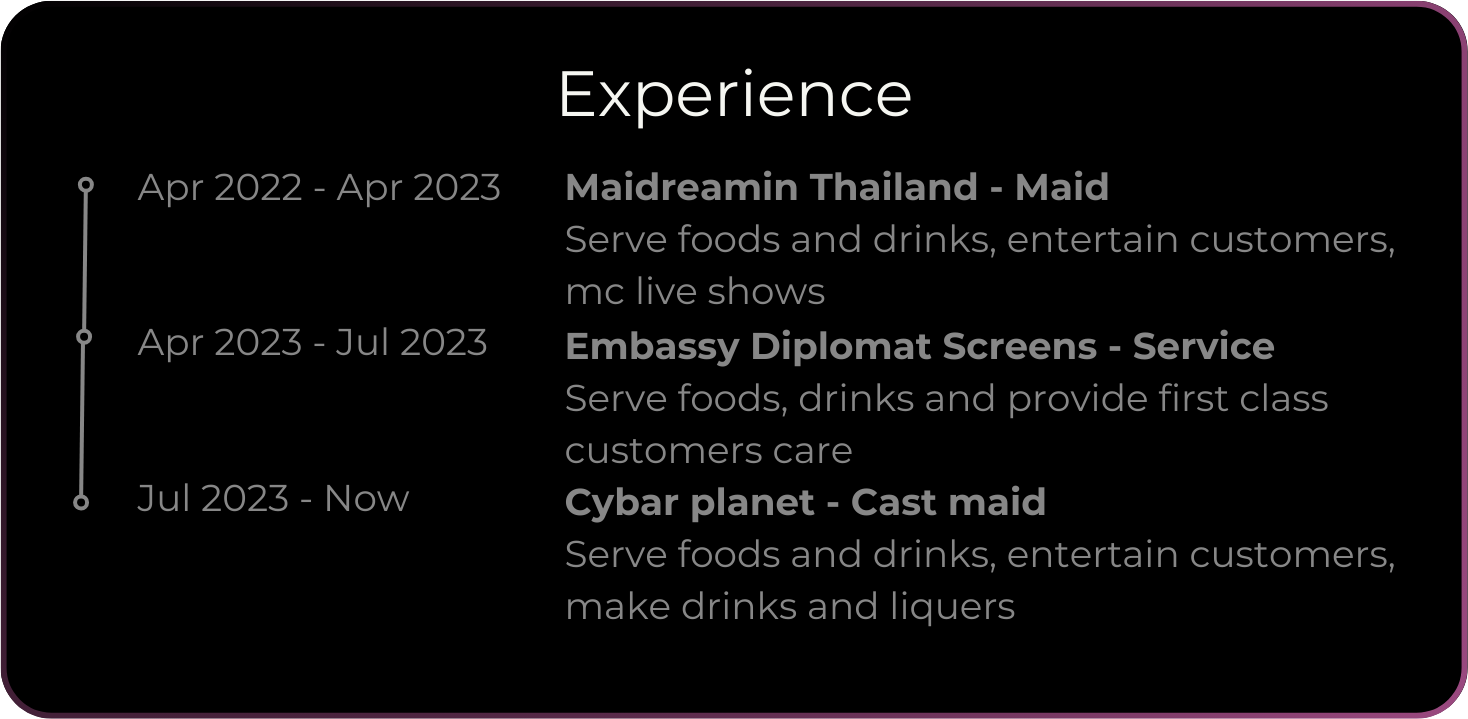 Experience
Apr 2022 - Apr 2023
Maidreamin Thailand - Maid
Serve foods and drinks, entertain customers,
mc live shows
Apr 2023 - Jul 2023
Embassy Diplomat Screens - Service
Serve foods, drinks and provide first class
customers care
Jul 2023 - Now
Cybar planet - Cast maid
Serve foods and drinks, entertain customers,
make drinks and liquers